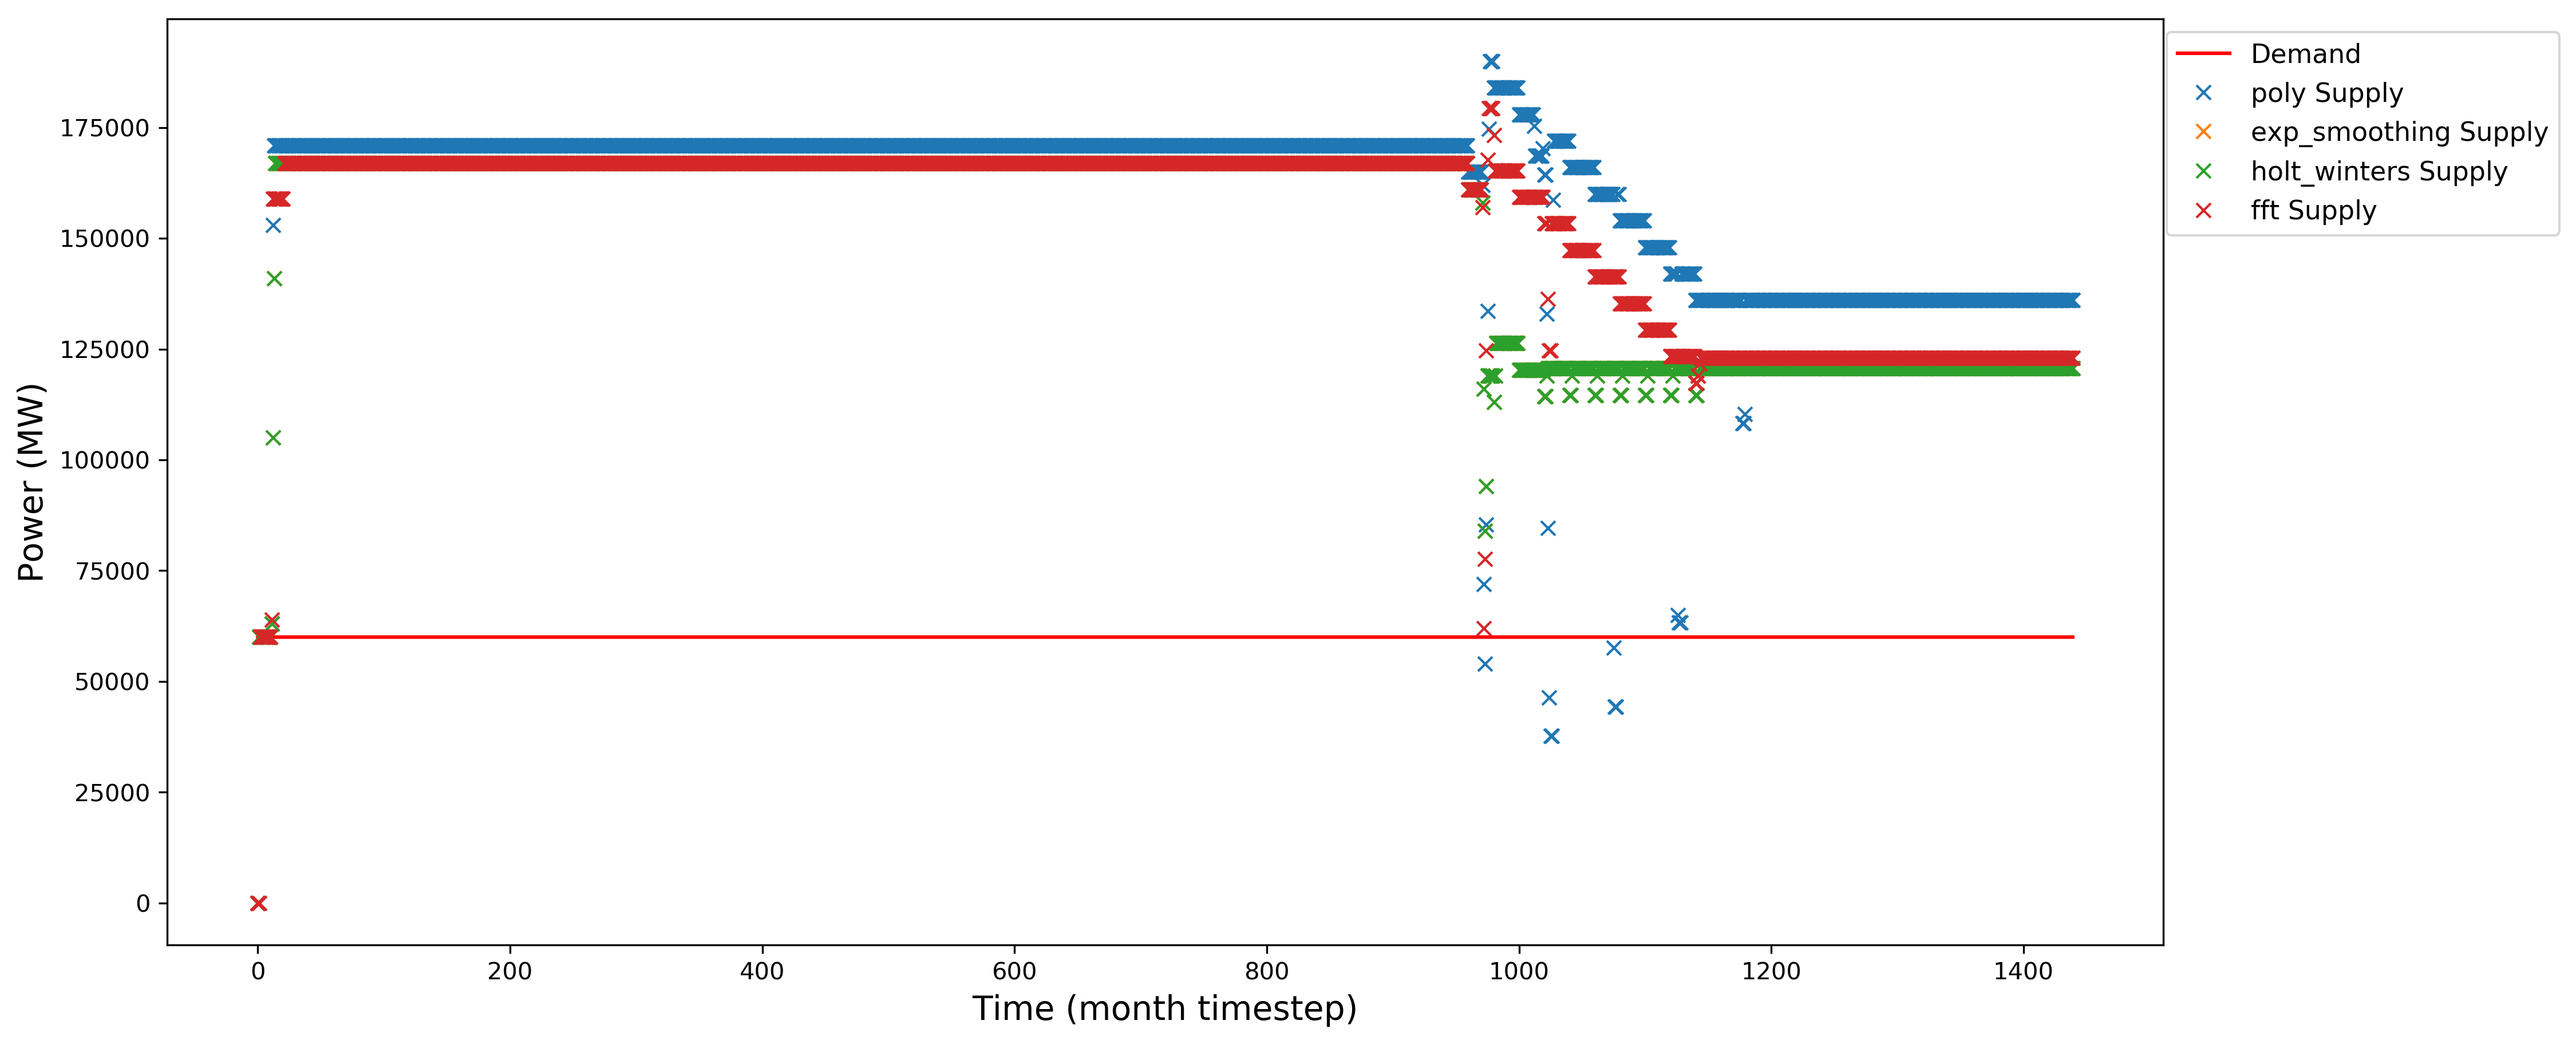 Demand
poly Supply
exp_smoothing Supply
holt_winters Supply
fft Supply
175000
150000
125000
100000
75000
50000
25000
0
Power (MW)
0 200 400 600 800 1000 1200 1400
Time (month timestep)